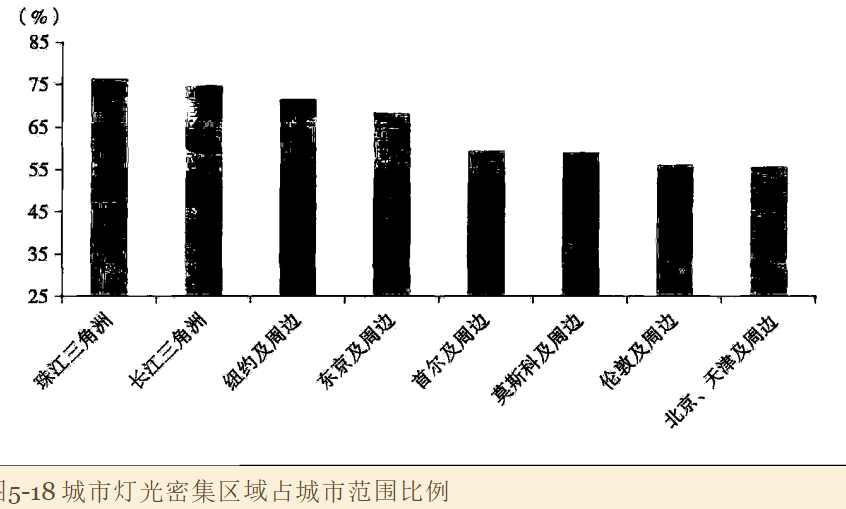 （%）
85
75
65
55
45
35
25
珠江三角洲
长江三角洲
纽约及周边
东京及周边
首尔及周边
莫斯科及周边
伦敦及周边
北京、天津及周边
图5-18 城市灯光密集区域占城市范围比例